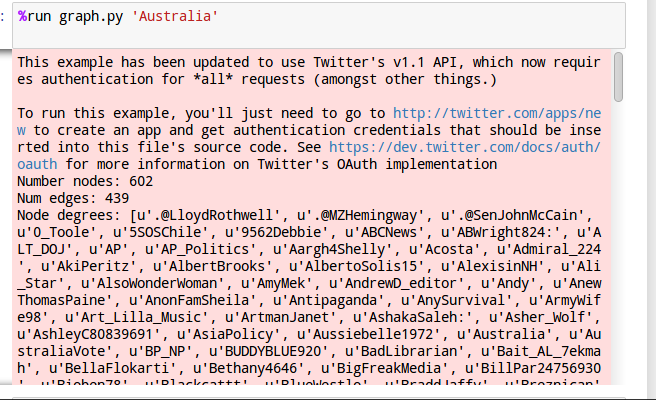 :
%run graph.py 'Australia'
This example has been updated to use Twitter's v1.1 API, which now requir
es authentication for *all* requests (amongst other things.)
To run this example, you'll just need to go to http://twitter.com/apps/ne
w to create an app and get authentication credentials that should be inse
rted into this file's source code. See https://dev.twitter.com/docs/auth/
oauth for more information on Twitter's OAuth implementation
Number nodes: 602
Num edges: 439
Node degrees: [u'.@LloydRothwell', u'.@MZHemingway', u'.@SenJohnMcCain',
u'0_Toole', u'5SOSChile', u'9562Debbie', u'ABCNews', u'ABWright824:', u'A
LT_DOJ', u'AP', u'AP_Politics', u'Aargh4Shelly', u'Acosta', u'Admiral_224
', u'AkiPeritz', u'AlbertBrooks', u'AlbertoSolis15', u'AlexisinNH', u'Ali
_Star', u'AlsoWonderWoman', u'AmyMek', u'AndrewD_editor', u'Andy', u'Anew
ThomasPaine', u'AnonFamSheila', u'Antipaganda', u'AnySurvival', u'ArmyWif
e98', u'Art_Lilla_Music', u'ArtmanJanet', u'AshakaSaleh:', u'Asher_Wolf',
u'AshleyC80839691', u'AsiaPolicy', u'Aussiebelle1972', u'Australia', u'Au
straliaVote', u'BP_NP', u'BUDDYBLUE920', u'BadLibrarian', u'Bait_AL_7ekma
h', u'BellaFlokarti', u'Bethany4646', u'BigFreakMedia', u'BillPar24756930
', u'Biohen78', u'Blackcattt', u'BlueWestlo', u'BraddJaffy', u'Breznican'